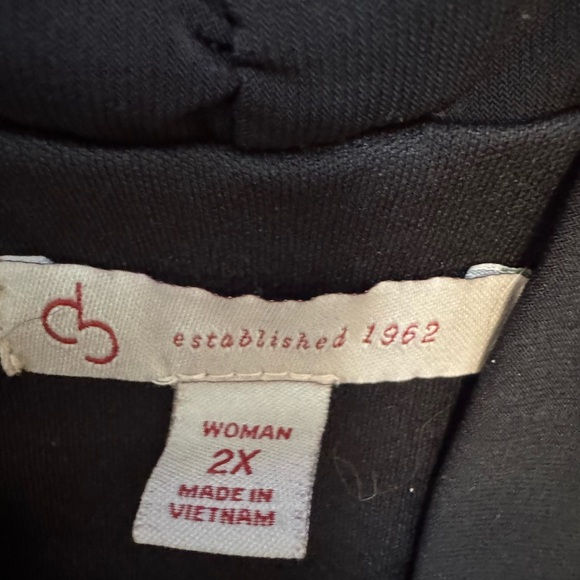 established 1962
WOMAN
2X
MADE IN
VIETNAM